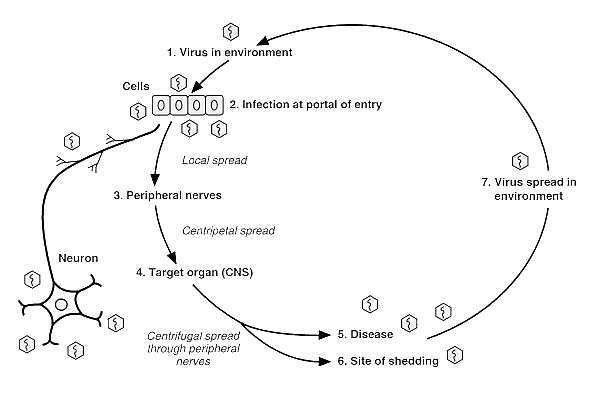 1. Virus in environment
Cells
2. Infection at portal of entry
Local spread
3. Peripheral nerves
7. Virus spread in
environment
Centripetal spread
Neuron
4. Target organ (CNS)
Centrifugal spread
through peripheral
nerves
5. Disease
6. Site of shedding